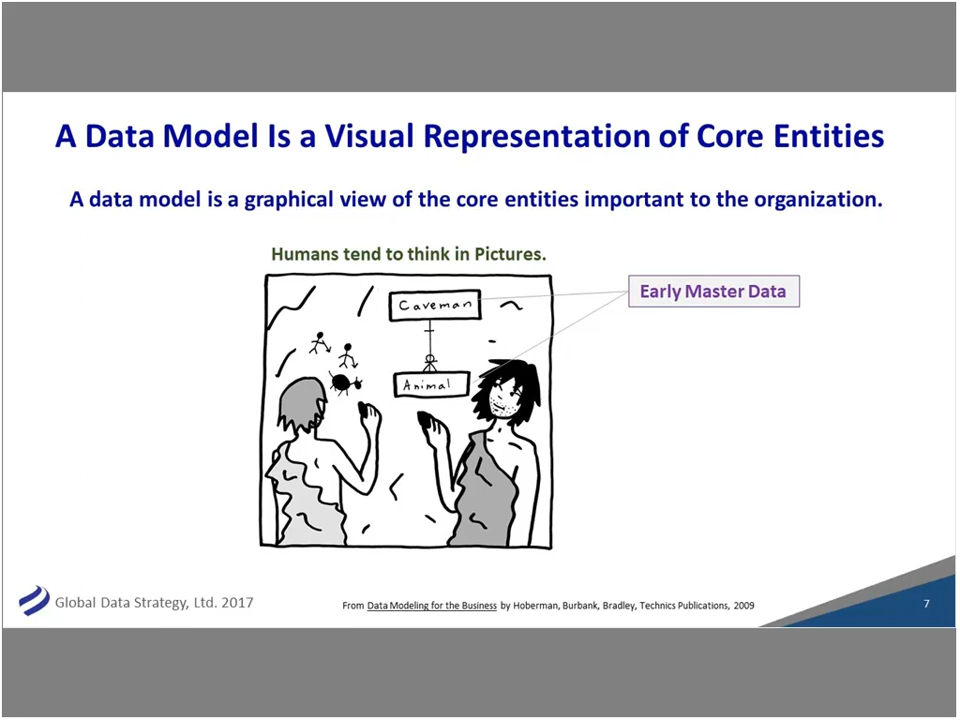 A Data Model Is a Visual Representation of Core Entities
A data model is a graphical view of the core entities important to the organization.
Humans tend to think in Pictures.
Early Master Data
Caveman
Animal
Global Data Strategy, Ltd. 2017
From Data Modeling for the Business by Hoberman, Burbank, Bradley, Technics Publications, 2009
7